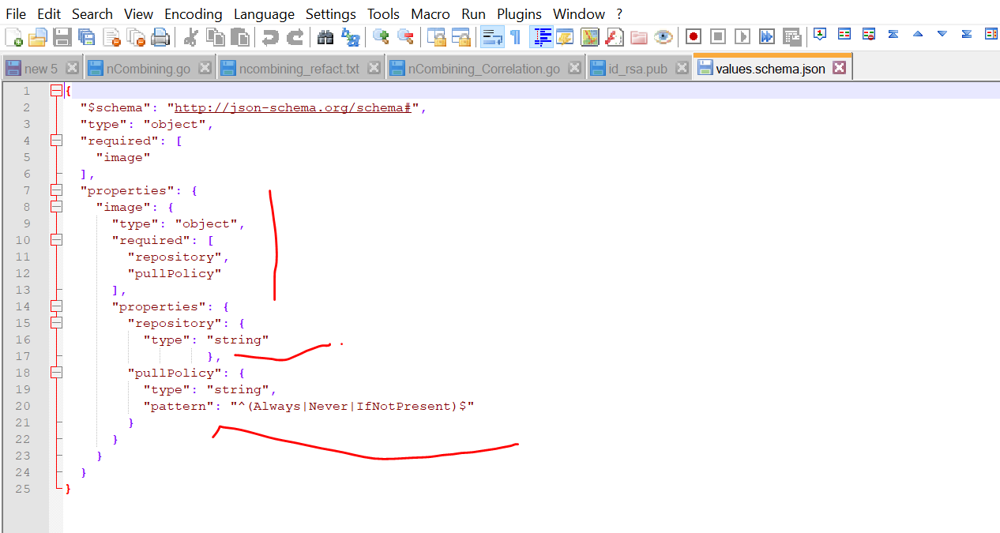 File Edit Search View Encoding Language Settings Tools Macro Run Plugins Window ?
new 5 nCombining.go ncombining_refact.txt nCombining_Correlation.go id_rsa.pub values.schema.json
1 {
2 "$schema": "http://json-schema.org/schema#",
3 "type": "object",
4 "required": [
5 "image"
6 ],
7 "properties": {
8 "image": {
9 "type": "object",
10 "required": [
11 "repository",
12 "pullPolicy"
13 ],
14 "properties": {
15 "repository": {
16 "type": "string"
17 },
18 "pullPolicy": {
19 "type": "string",
20 "pattern": "^(Always|Never|IfNotPresent)$"
21 }
22 }
23 }
24 }
25 }